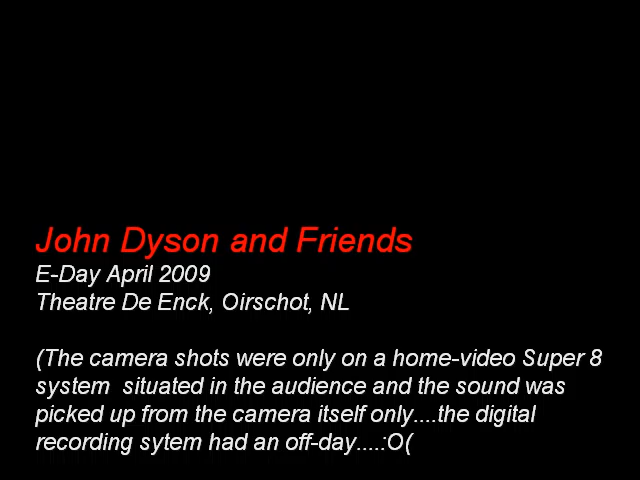 John Dyson and Friends
E-Day April 2009
Theatre De Enck, Oirschot, NL
(The camera shots were only on a home-video Super 8
system  situated in the audience and the sound was
picked up from the camera itself only....the digital
recording sytem had an off-day....:O(